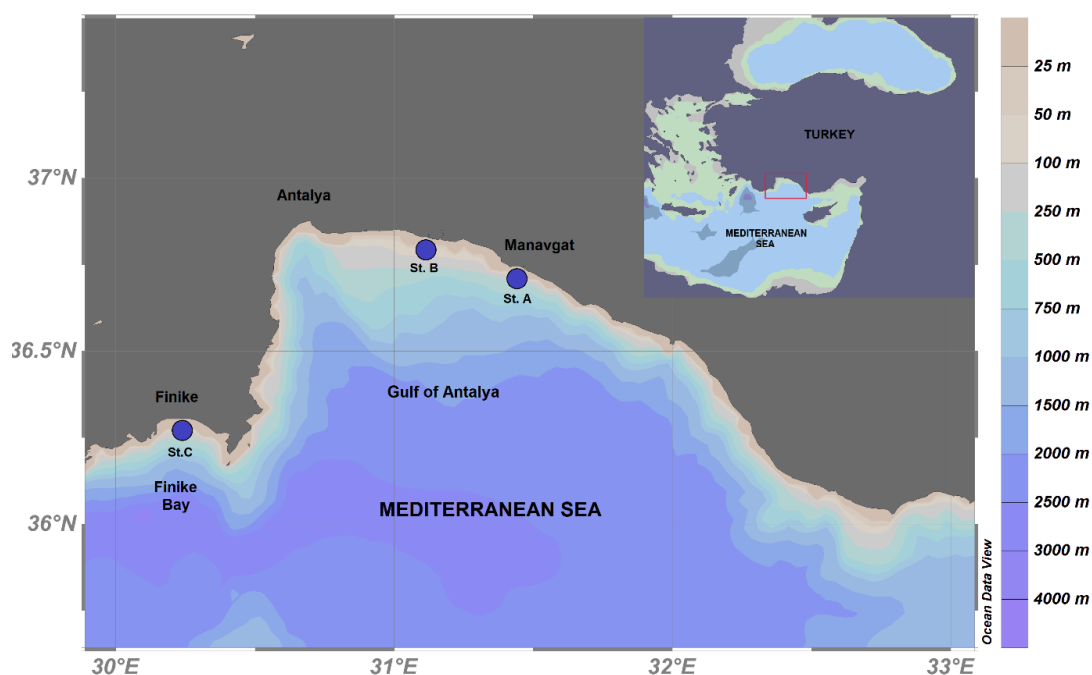 TURKEY
MEDITERRANEAN
SEA
Antalya
Manavgat
St. B
St. A
Gulf of Antalya
Finike
St.C
Finike
Bay
MEDITERRANEAN SEA
37°N
36.5°N
36°N
30°E
31°E
32°E
33°E
Ocean Data View
25 m
50 m
100 m
250 m
500 m
750 m
1000 m
1500 m
2000 m
2500 m
3000 m
4000 m